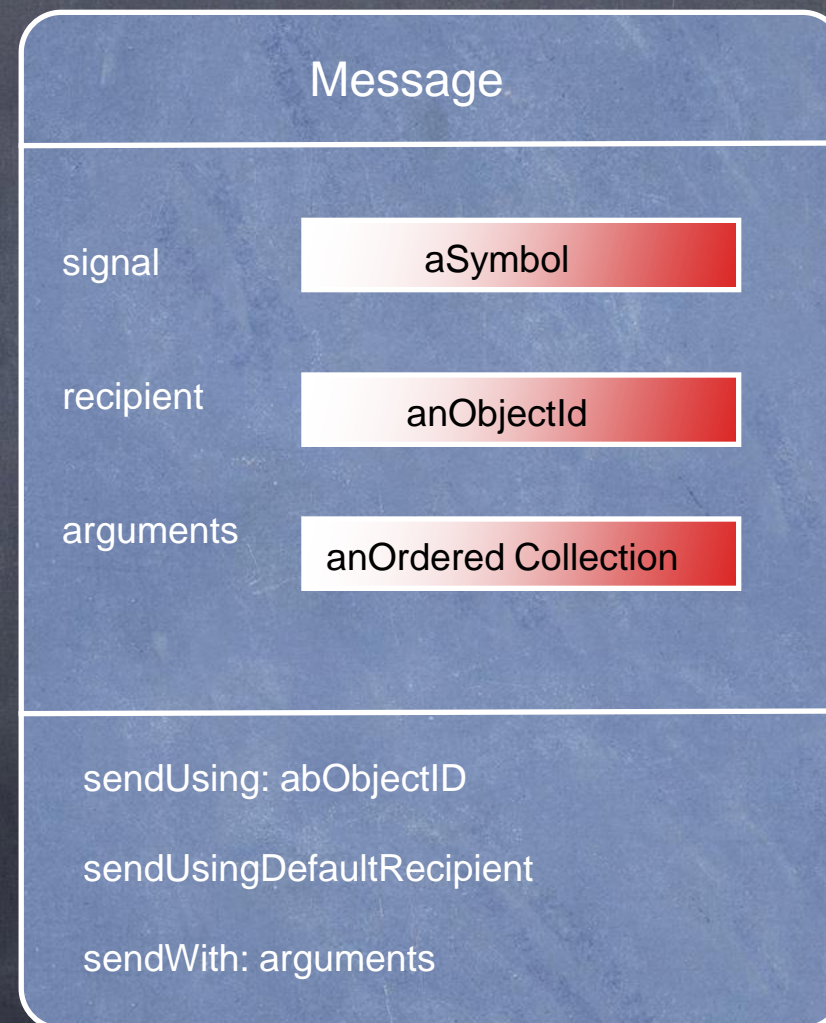 Message
signal aSymbol
recipient anObjectId
arguments anOrdered Collection
sendUsing: abObjectID
sendUsingDefaultRecipient
sendWith: arguments